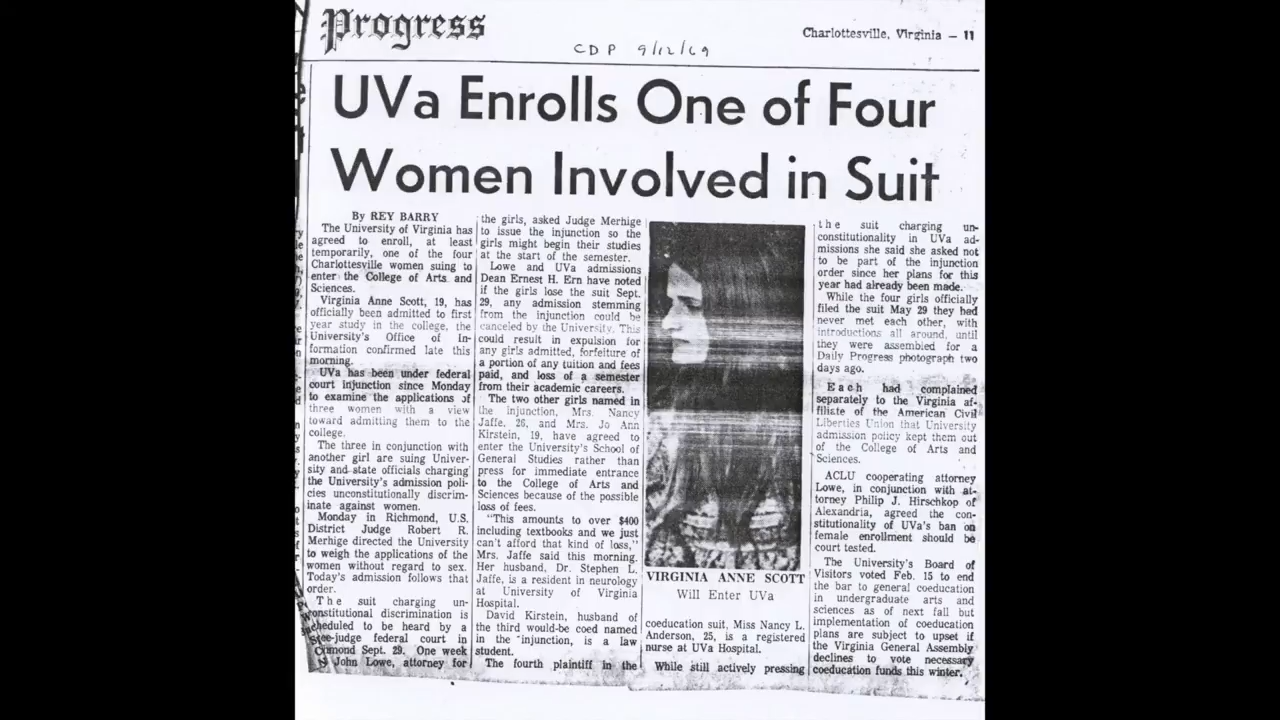 Progress
Charlottesville, Virginia — 11
CDP 9/12/69
UVa Enrolls One of Four
Women Involved in Suit
By REY BARRY
The University of Virginia has
agreed to enroll, at least
temporarily, one of the four
Charlottesville women suing to
enter the College of Arts and
Sciences.
Virginia Anne Scott, 19, has
officially been admitted to first
year study in the college, the
University's Office of In-
formation confirmed late this
morning.
UVa has been under federal
court injunction since Monday
to examine the applications of
three women with a view
toward admitting them to the
college.
The three in conjunction with
another girl are suing Univer-
sity and state officials charging
the University's admission poli-
cies unconstitutionally discrim-
inate against women.
Monday in Richmond, U.S.
District Judge Robert R.
Merhige directed the University
to weigh the applications of the
women without regard to sex.
Today's admission follows that
order.
The suit charging un-
constitutional discrimination is
scheduled to be heard by a
federal court in
Sept. 29. One week
John Lowe, attorney for
the girls, asked Judge Merhige
to issue the injunction so the
girls might begin their studies
at the start of the semester.
Lowe and UVa admissions
Dean Ernest H. Ern have noted
if the girls lose the suit Sept.
29, any admission stemming
from the injunction could be
canceled by the University. This
could result in expulsion for
any girls admitted, forfeiture of
a portion of any tuition and fees
paid, and loss of a semester
from their academic careers.
The two other girls named in
the injunction, Mrs. Nancy
Jaffe, 26, and Mrs. Jo Ann
Kirstein, 19, have agreed to
enter the University's School of
General Studies rather than
press for immediate entrance
to the College of Arts and
Sciences because of the possible
loss of fees.
"This amounts to over $400
including textbooks and we just
can't afford that kind of loss,"
Mrs. Jaffe said this morning.
Her husband, Dr. Stephen L.
Jaffe, is a resident in neurology
at University of Virginia
Hospital.
David Kirstein, husband of
the third would-be coed named
in the injunction, is a law
student.
The fourth plaintiff in the
VIRGINIA ANNE SCOTT
Will Enter UVa
coeducation suit, Miss Nancy L.
Anderson, 25, is a registered
nurse at UVa Hospital.
While still actively pressing
the suit charging un-
constitutionality in UVa ad-
missions she said she asked not
to be part of the injunction
order since her plans for this
year had already been made.
While the four girls officially
filed the suit May 29 they had
never met each other, with
introductions all around, until
they were assembled for a
Daily Progress photograph two
days ago.
Each had complained
separately to the Virginia af-
filiate of the American Civil
Liberties Union that University
admission policy kept them out
of the College of Arts and
Sciences.
ACLU cooperating attorney
Lowe, in conjunction with at-
torney Philip J. Hirschkop of
Alexandria, agreed the con-
stitutionality of UVa's ban on
female enrollment should be
court tested.
The University's Board of
Visitors voted Feb. 15 to end
the bar to general coeducation
in undergraduate arts and
sciences as of next fall but
implementation of coeducation
plans are subject to upset if
the Virginia General Assembly
declines to vote necessary
coeducation funds this winter.